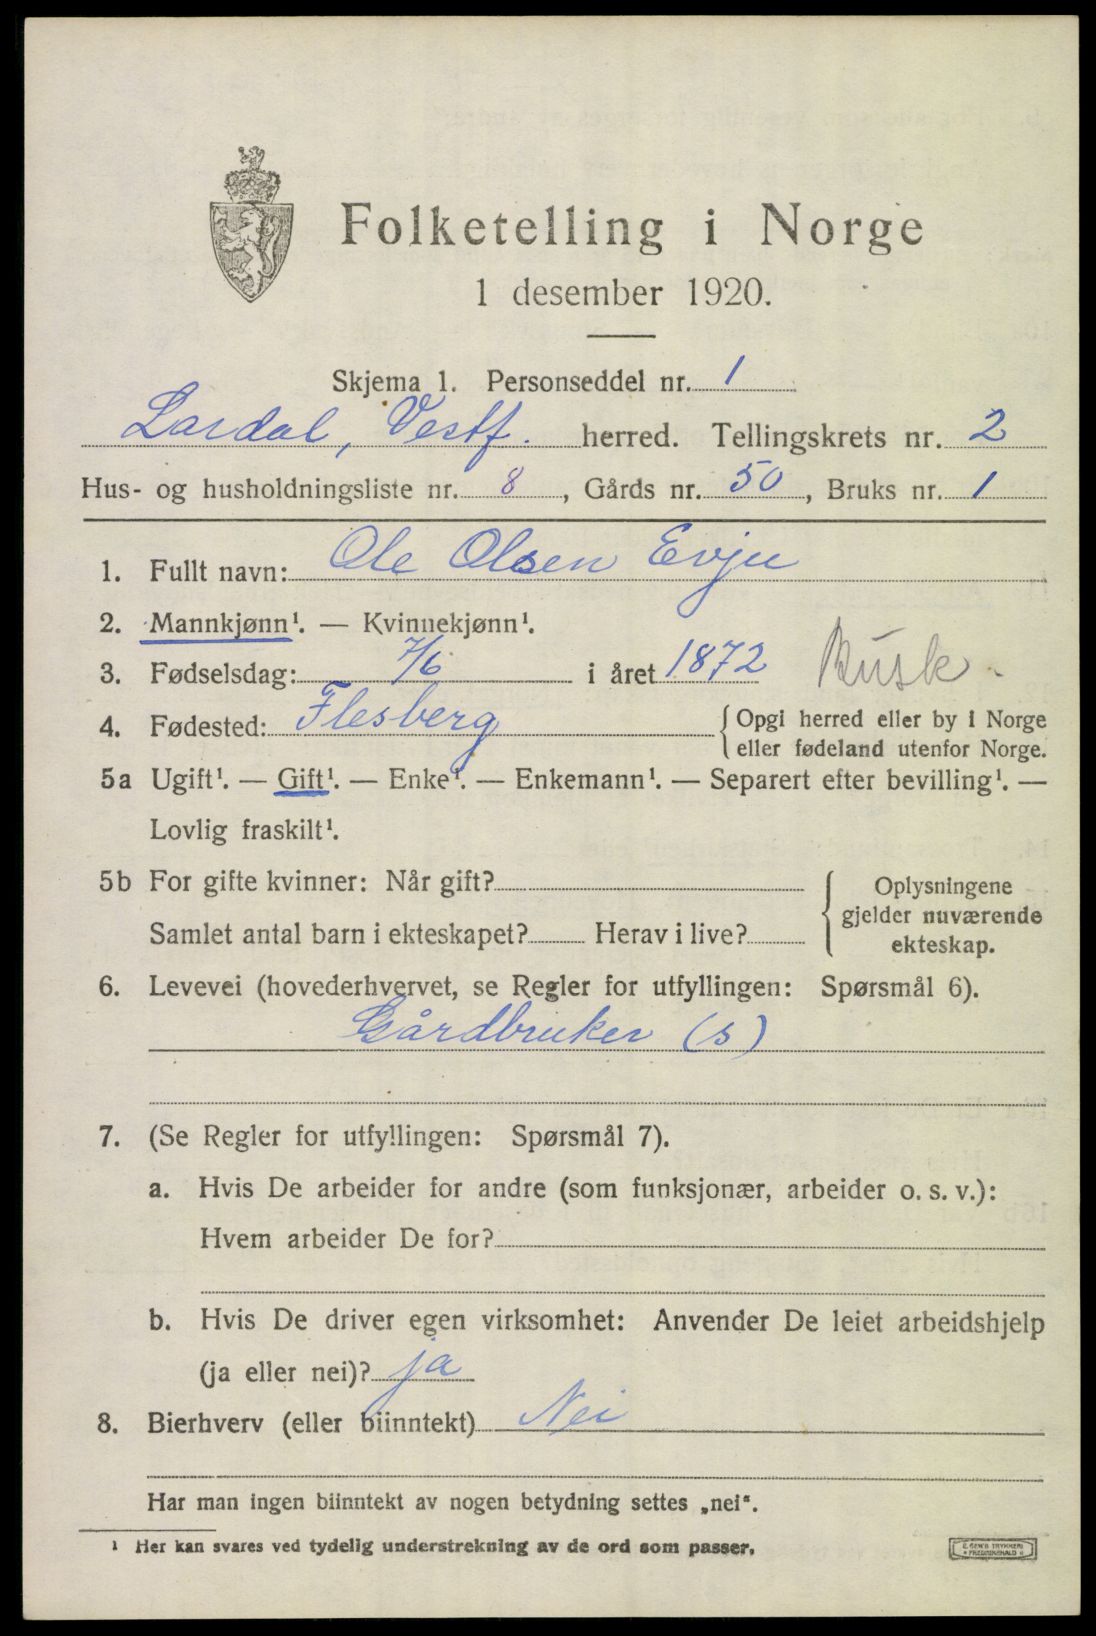 Folketelling i Norge
1 desember 1920.
Skjema 1. Personseddel nr. 1
Lardal, Vestf. herred. Tellingskrets nr. 2
Hus- og husholdningsliste nr. 8, Gårds nr. 50, Bruks nr. 1
1. Fullt navn: Ole Olsen Evju
2. Mannkjønn¹. — Kvinnekjønn¹.
3. Fødselsdag: 7/6 i året 1872 Busk.
4. Fødested: Flesberg {Opgi herred eller by i Norge
eller fødeland utenfor Norge.
5a Ugift¹. — Gift¹. — Enke¹. — Enkemann¹. — Separert efter bevilling¹. —
Lovlig fraskilt¹.
5b For gifte kvinner: Når gift?
Samlet antal barn i ekteskapet? Herav i live?
{Oplysningene
gjelder nuværende
ekteskap.
6. Levevei (hovederhvervet, se Regler for utfyllingen: Spørsmål 6).
Gårdbruker (s)
7. (Se Regler for utfyllingen: Spørsmål 7).
a. Hvis De arbeider for andre (som funksjonær, arbeider o. s. v.):
Hvem arbeider De for?
b. Hvis De driver egen virksomhet: Anvender De leiet arbeidshjelp
(ja eller nei)? ja
8. Bierhverv (eller biinntekt) Nei
Har man ingen biinntekt av nogen betydning settes „nei“.
¹ Her kan svares ved tydelig understrekning av de ord som passer.
E. SEM'S TRYKKERI
FREDRIKSHALD